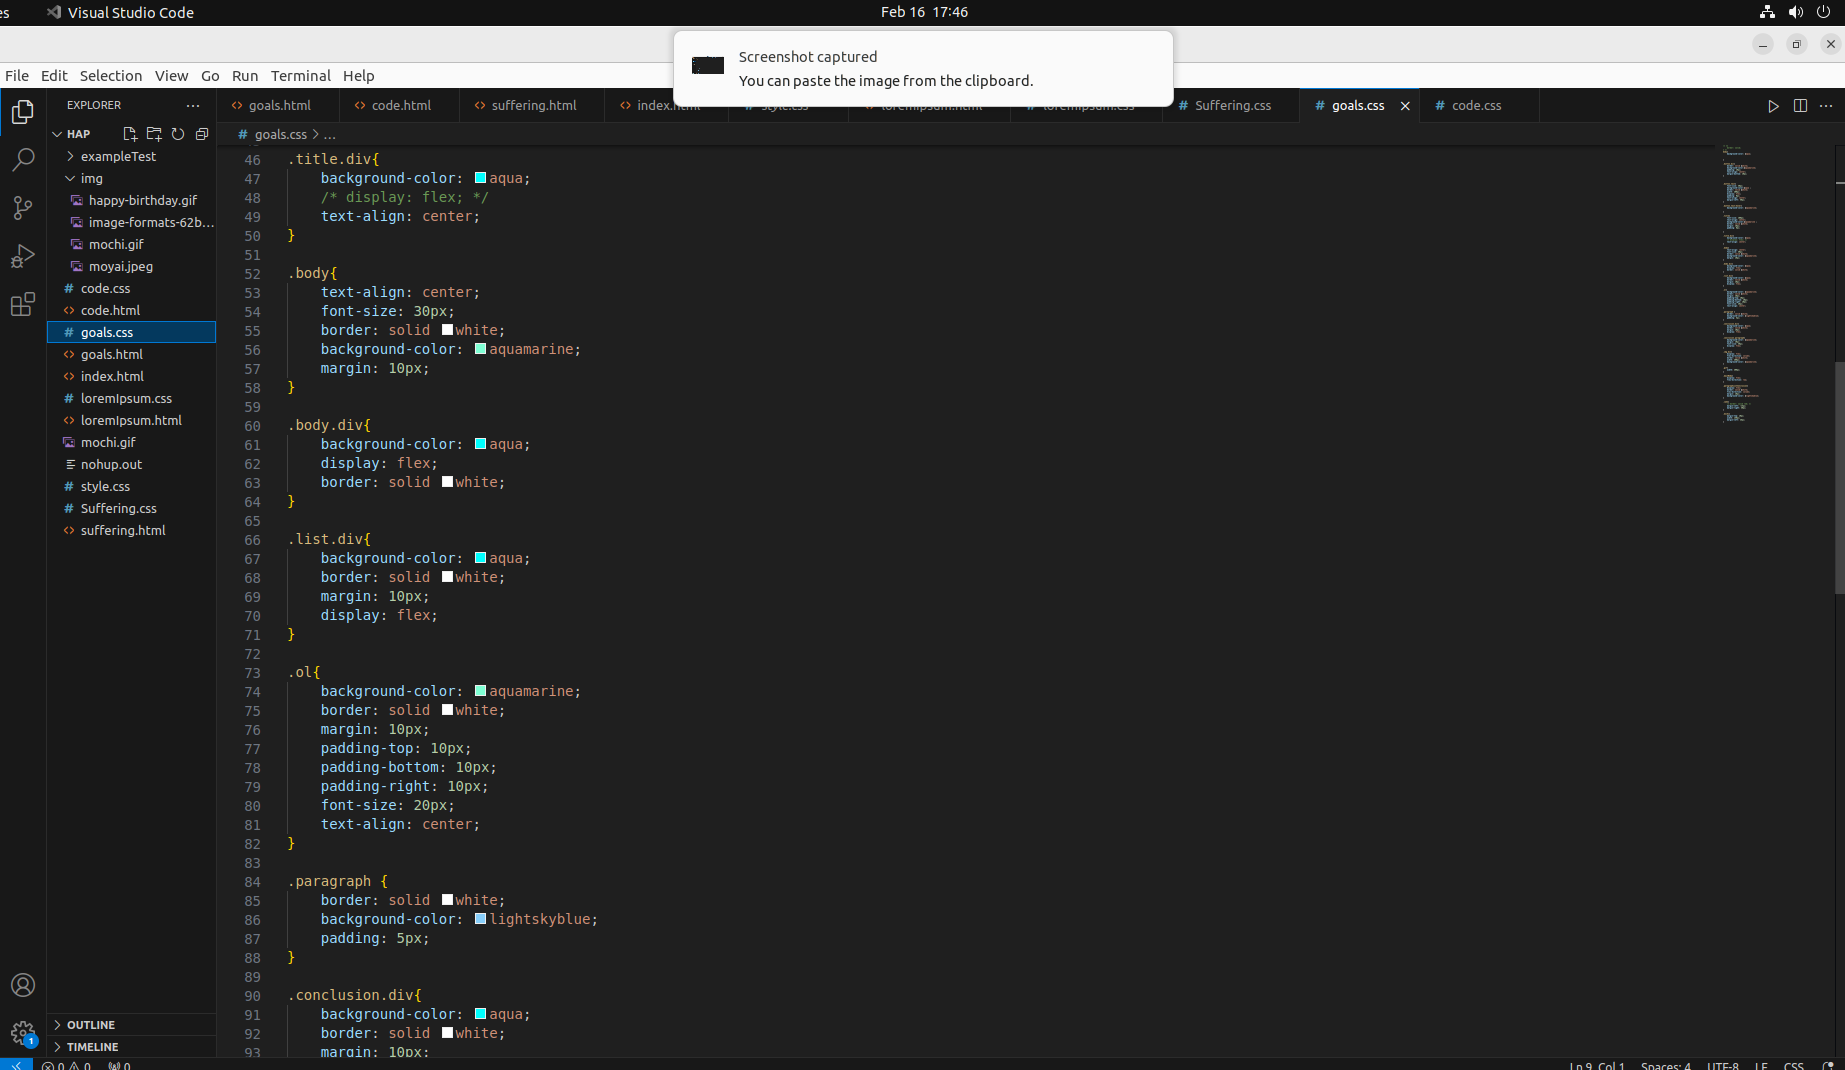 es Visual Studio Code Feb 16 17:46
Screenshot captured
You can paste the image from the clipboard.
File Edit Selection View Go Run Terminal Help
EXPLORER ...
goals.html code.html suffering.html index.html style.css loremIpsum.html loremIpsum.css Suffering.css goals.css code.css
HAP
goals.css > ...
exampleTest
img
happy-birthday.gif
image-formats-62b...
mochi.gif
moyai.jpeg
code.css
code.html
goals.css
goals.html
index.html
loremIpsum.css
loremIpsum.html
mochi.gif
nohup.out
style.css
Suffering.css
suffering.html
OUTLINE
TIMELINE
46 .title.div{
47 background-color: aqua;
48 /* display: flex; */
49 text-align: center;
50 }
51
52 .body{
53 text-align: center;
54 font-size: 30px;
55 border: solid white;
56 background-color: aquamarine;
57 margin: 10px;
58 }
59
60 .body.div{
61 background-color: aqua;
62 display: flex;
63 border: solid white;
64 }
65
66 .list.div{
67 background-color: aqua;
68 border: solid white;
69 margin: 10px;
70 display: flex;
71 }
72
73 .ol{
74 background-color: aquamarine;
75 border: solid white;
76 margin: 10px;
77 padding-top: 10px;
78 padding-bottom: 10px;
79 padding-right: 10px;
80 font-size: 20px;
81 text-align: center;
82 }
83
84 .paragraph {
85 border: solid white;
86 background-color: lightskyblue;
87 padding: 5px;
88 }
89
90 .conclusion.div{
91 background-color: aqua;
92 border: solid white;
93 margin: 10px;
1
0 0 0 Ln 9, Col 1 Spaces: 4 UTF-8 LF CSS